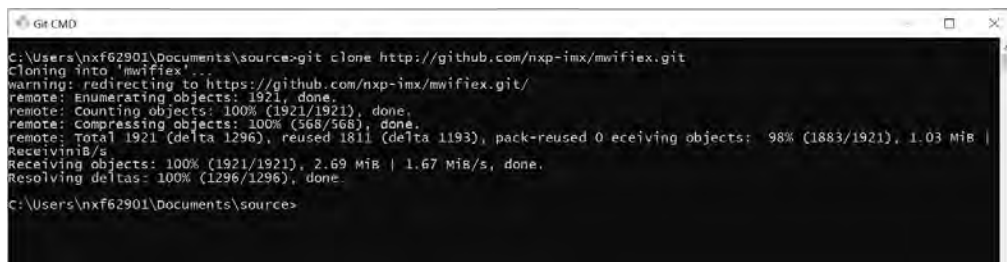 Git CMD
C:\Users\nxf62901\Documents\source>git clone http://github.com/nxp-imx/mwifiex.git
Cloning into 'mwifiex'...
warning: redirecting to https://github.com/nxp-imx/mwifiex.git/
remote: Enumerating objects: 1921, done.
remote: Counting objects: 100% (1921/1921), done.
remote: Compressing objects: 100% (568/568), done.
remote: Total 1921 (delta 1296), reused 1811 (delta 1193), pack-reused 0 eceiving objects:  98% (1883/1921), 1.03 MiB |
ReceiviniB/s
Receiving objects: 100% (1921/1921), 2.69 MiB | 1.67 MiB/s, done.
Resolving deltas: 100% (1296/1296), done.
C:\Users\nxf62901\Documents\source>